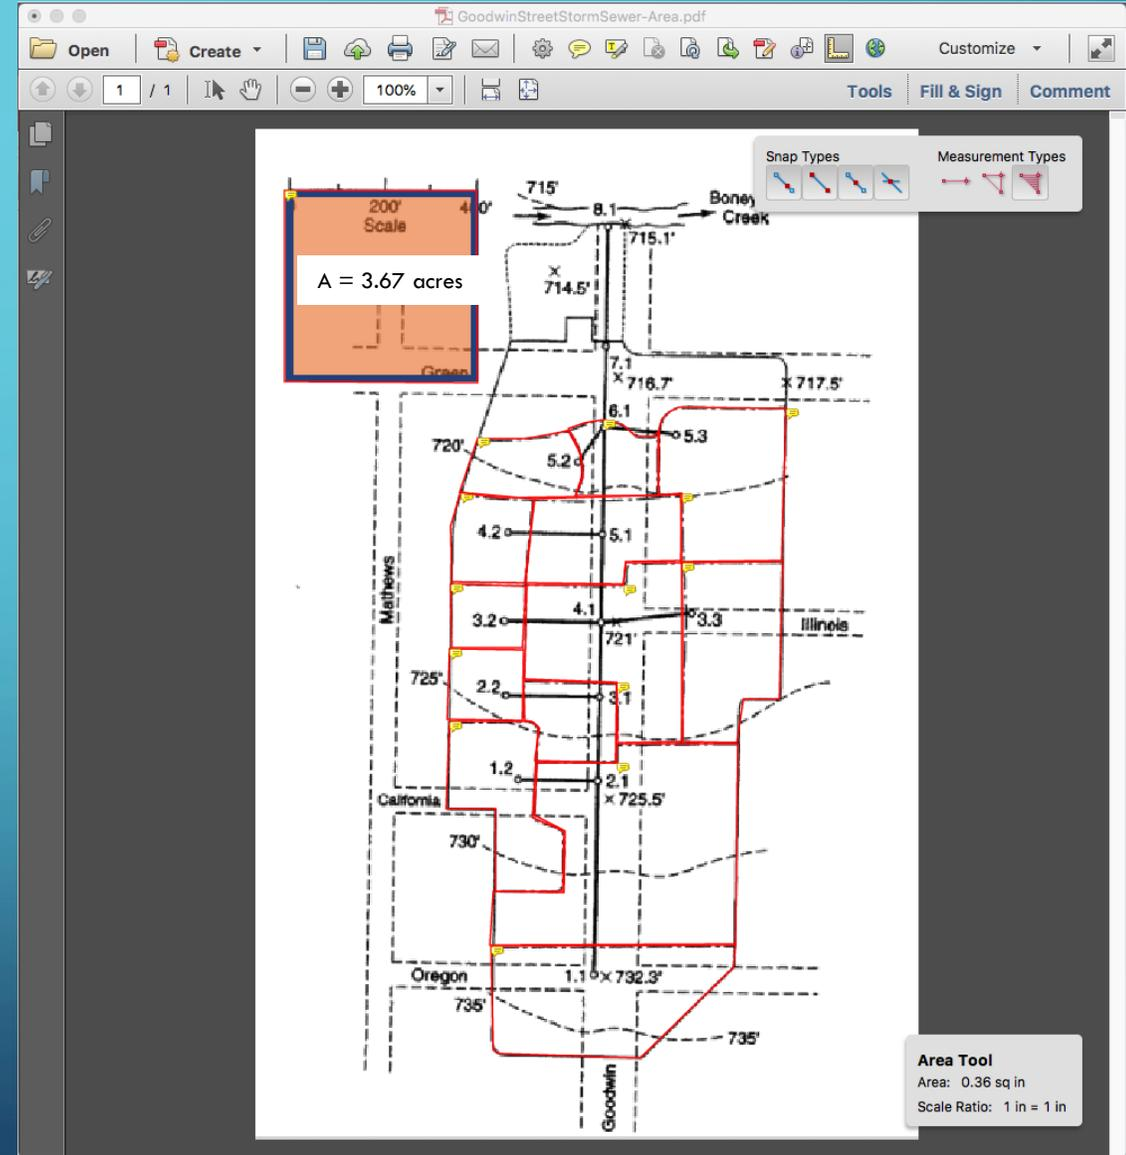 GoodwinStreetStormSewer-Area.pdf
Open
Create
Customize
1 / 1
100%
Tools
Fill & Sign
Comment
Snap Types
Measurement Types
200'
Scale
A = 3.67 acres
Green
715'
8.1
Creek
715.1'
714.5'
7.1
716.7'
717.5'
6.1
720'
5.2
5.3
4.2
5.1
Mathews
4.1
3.2
721'
3.3
Illinois
725'
2.2
3.1
1.2
2.1
725.5'
California
730'
Oregon
1.1
732.3'
735'
735'
Goodwin
Area Tool
Area: 0.36 sq in
Scale Ratio: 1 in = 1 in